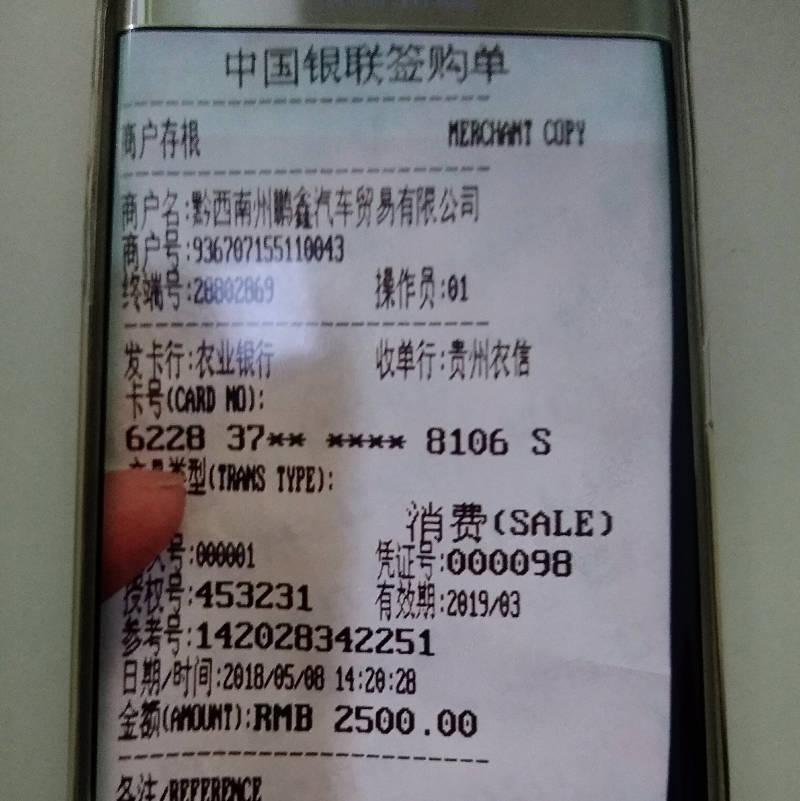 中国银联签购单
商户存根 MERCHANT COPY
商户名:黔西南州鹏鑫汽车贸易有限公司
商户号:936707155110043
终端号:28802869 操作员:01
发卡行:农业银行 收单行:贵州农信
卡号(CARD NO):
6228 37** **** 8106 S
类型(TRANS TYPE):
消费(SALE)
号:000001 凭证号:000098
授权号:453231 有效期:2019/03
参考号:142028342251
日期/时间:2018/05/08 14:20:28
金额(AMOUNT):RMB 2500.00
备注/REFERENCE